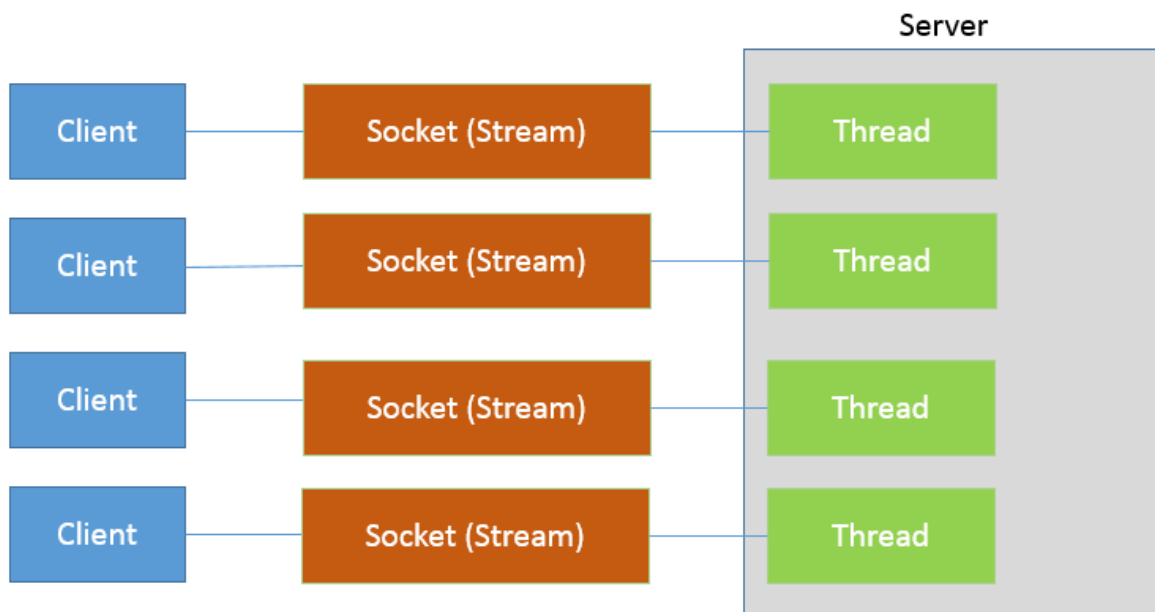 Server
Client
Socket (Stream)
Thread
Client
Socket (Stream)
Thread
Client
Socket (Stream)
Thread
Client
Socket (Stream)
Thread